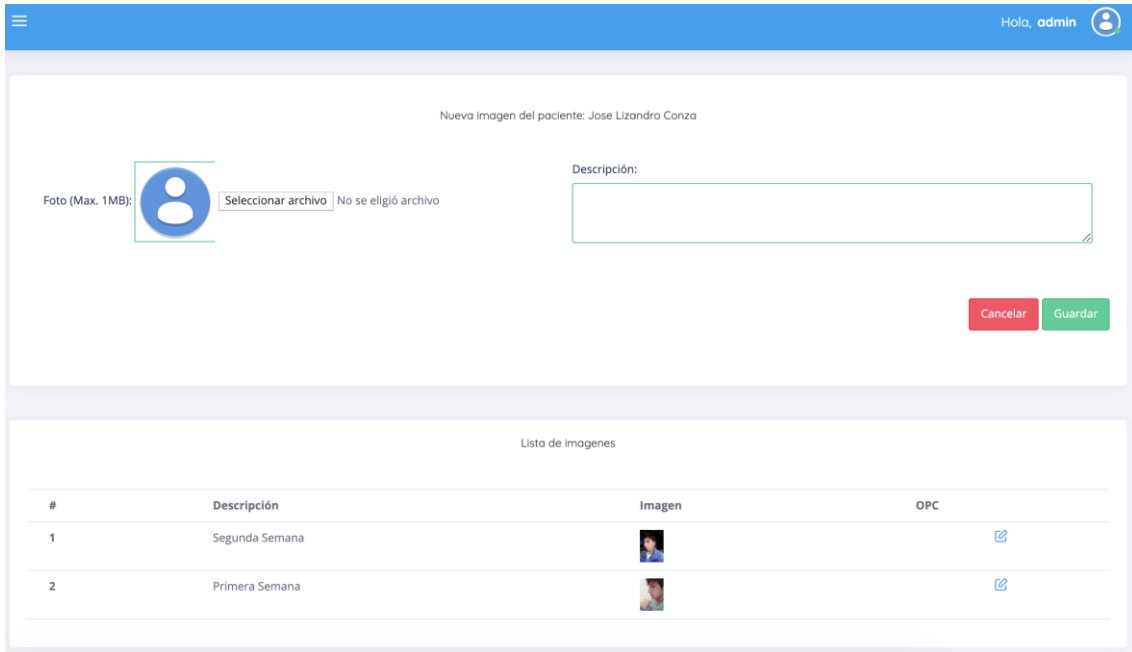 Hola, admin
Nueva imagen del paciente: Jose Lizandro Conza
Foto (Max. 1MB):
Seleccionar archivo No se eligió archivo
Descripción:
Cancelar Guardar
Lista de imagenes
# Descripción Imagen OPC
1 Segunda Semana
2 Primera Semana